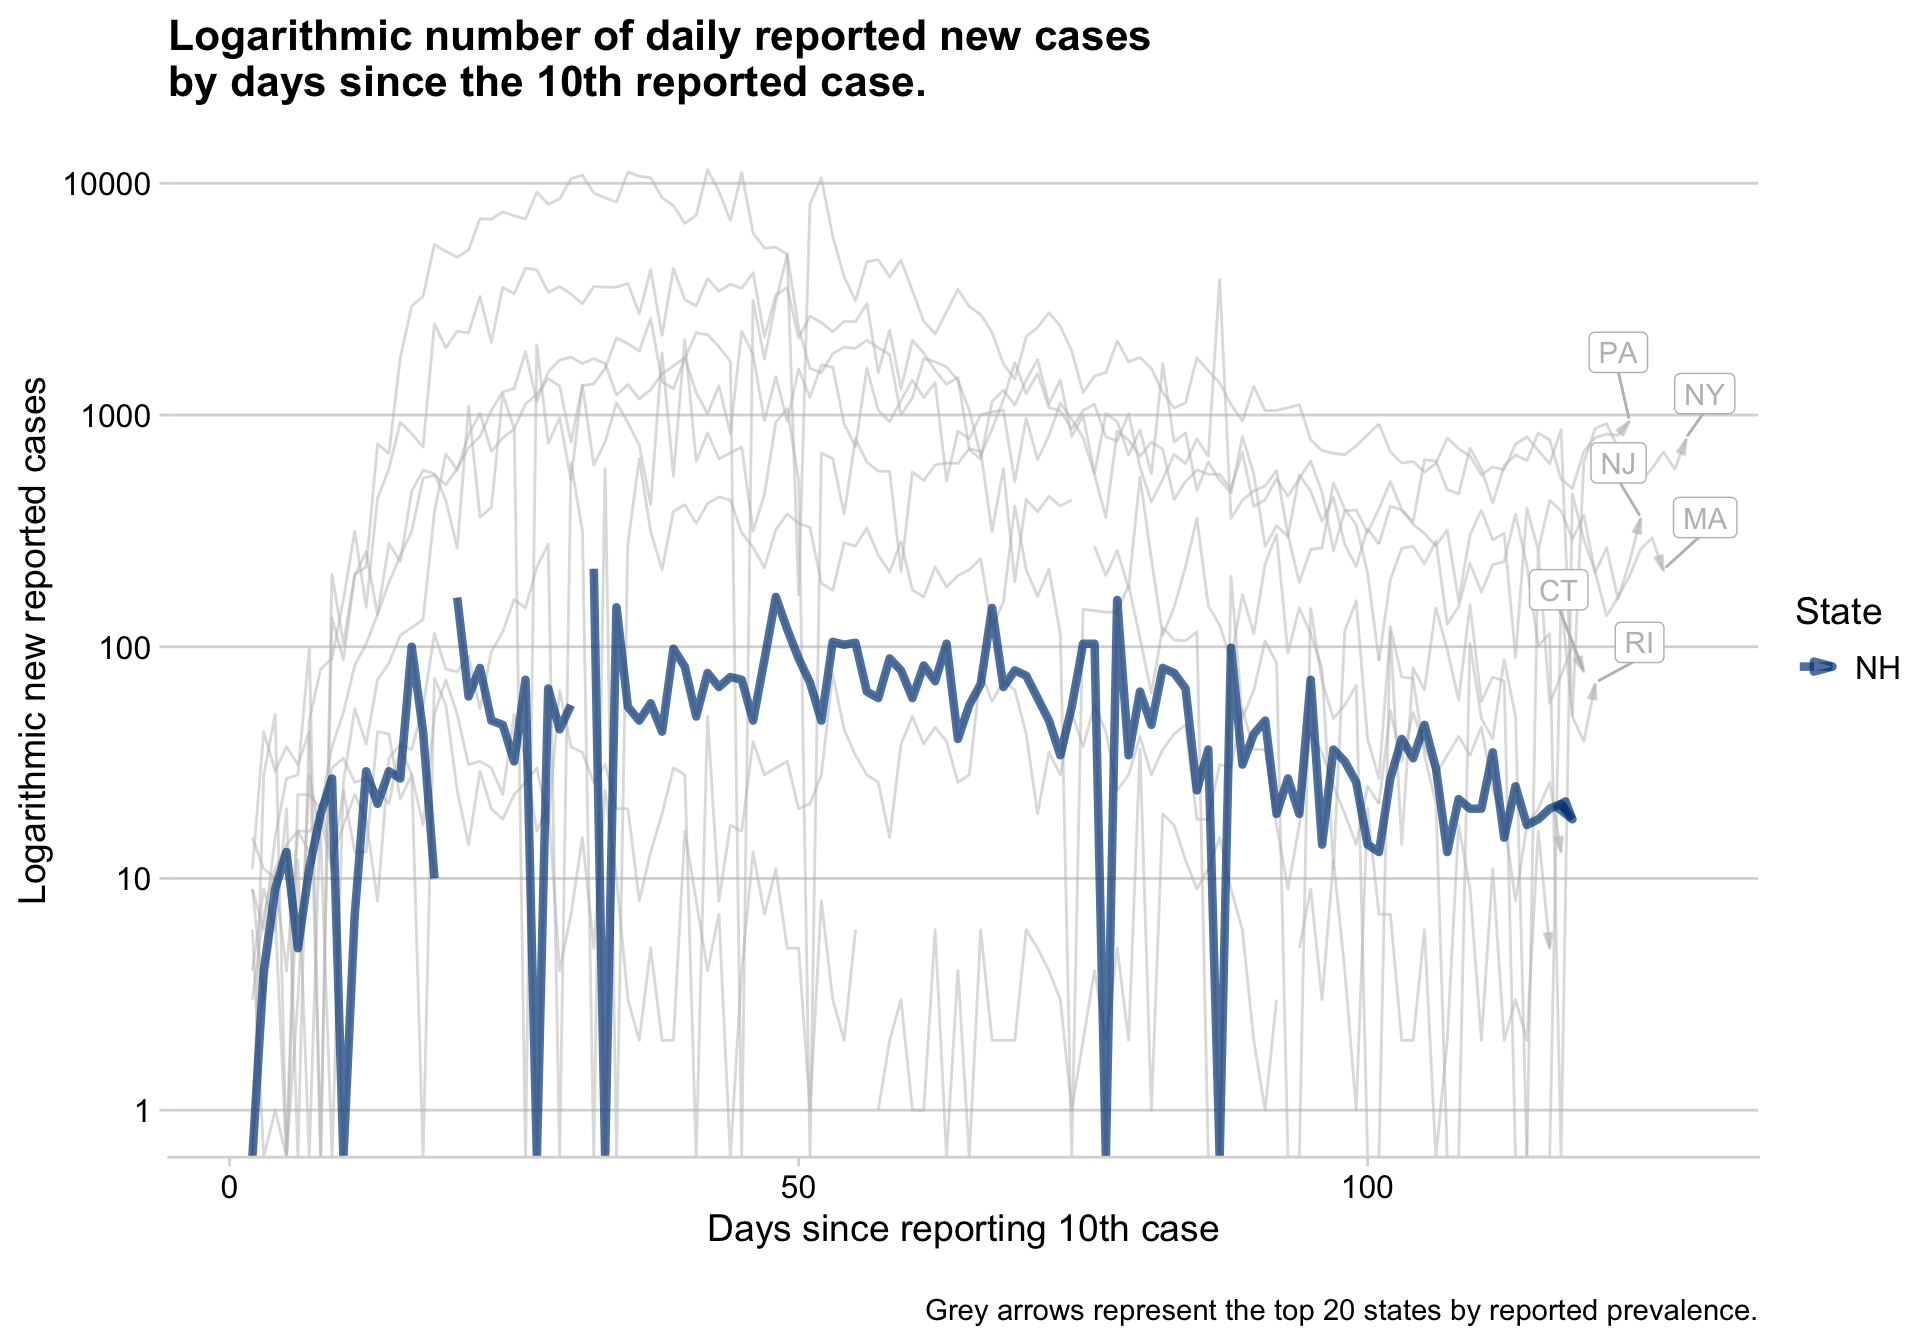 Logarithmic number of daily reported new cases
by days since the 10th reported case.
Logarithmic new reported cases
10000
1000
100
10
1
PA
NY
NJ
MA
CT
RI
State
NH
0
50
100
Days since reporting 10th case
Grey arrows represent the top 20 states by reported prevalence.